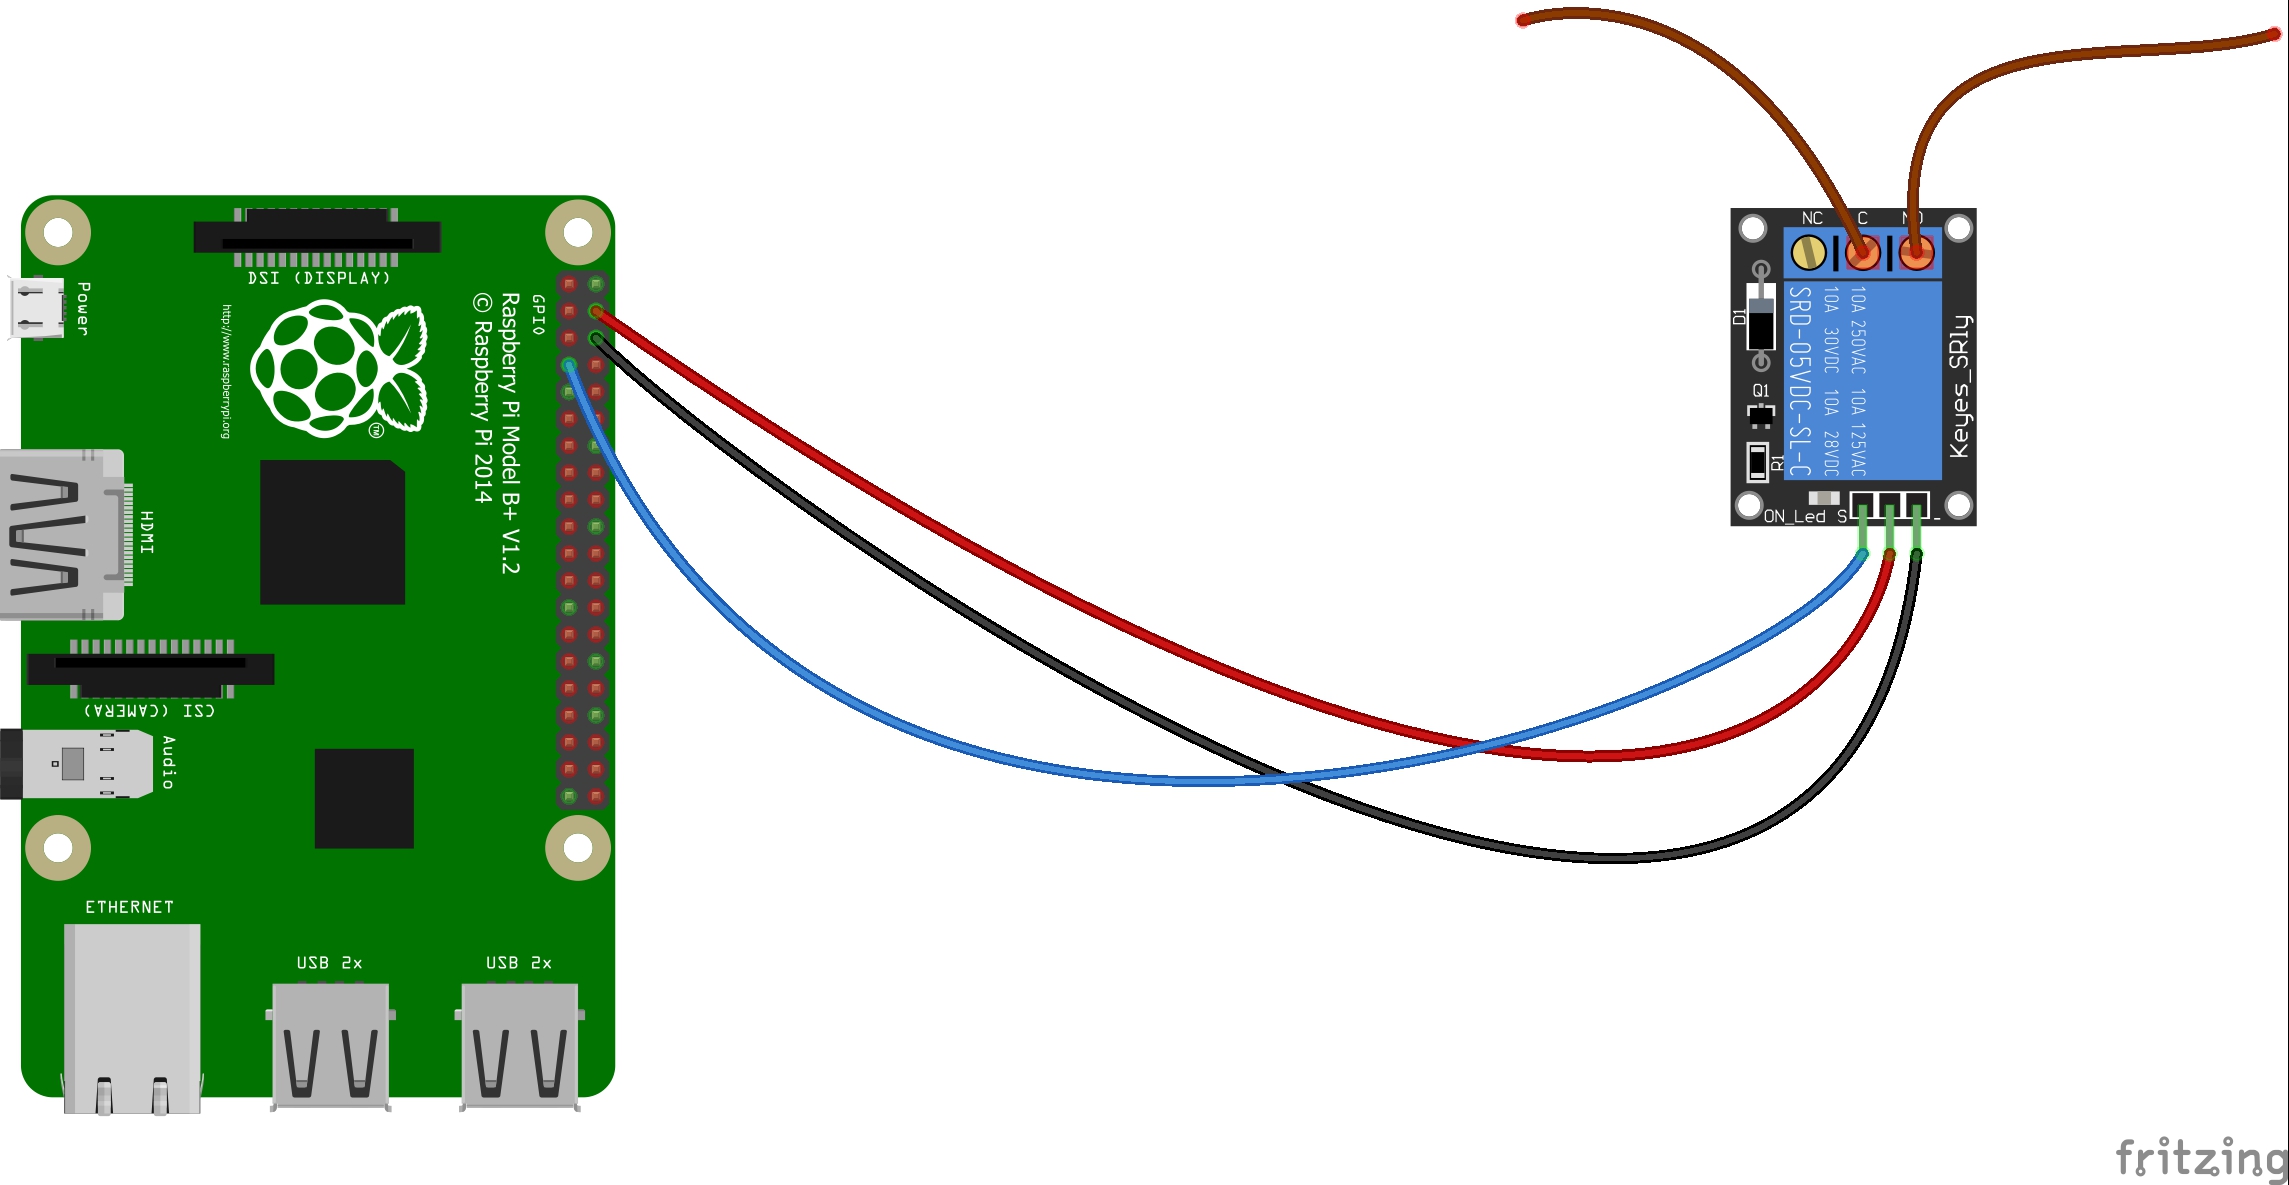 NC
C
NO
DSI (DISPLAY)
Power
http://www.raspberrypi.org
TM
GPIO
Raspberry Pi Model B+ V1.2
© Raspberry Pi 2014
HDMI
CSI (CAMERA)
Audio
ETHERNET
USB 2x
USB 2x
D1
Q1
R1
SRD-05VDC-SL-C
10A 30VDC 10A 28VDC
10A 250VAC 10A 125VAC
Keyes_SRly
ON_Led S
-
fritzing